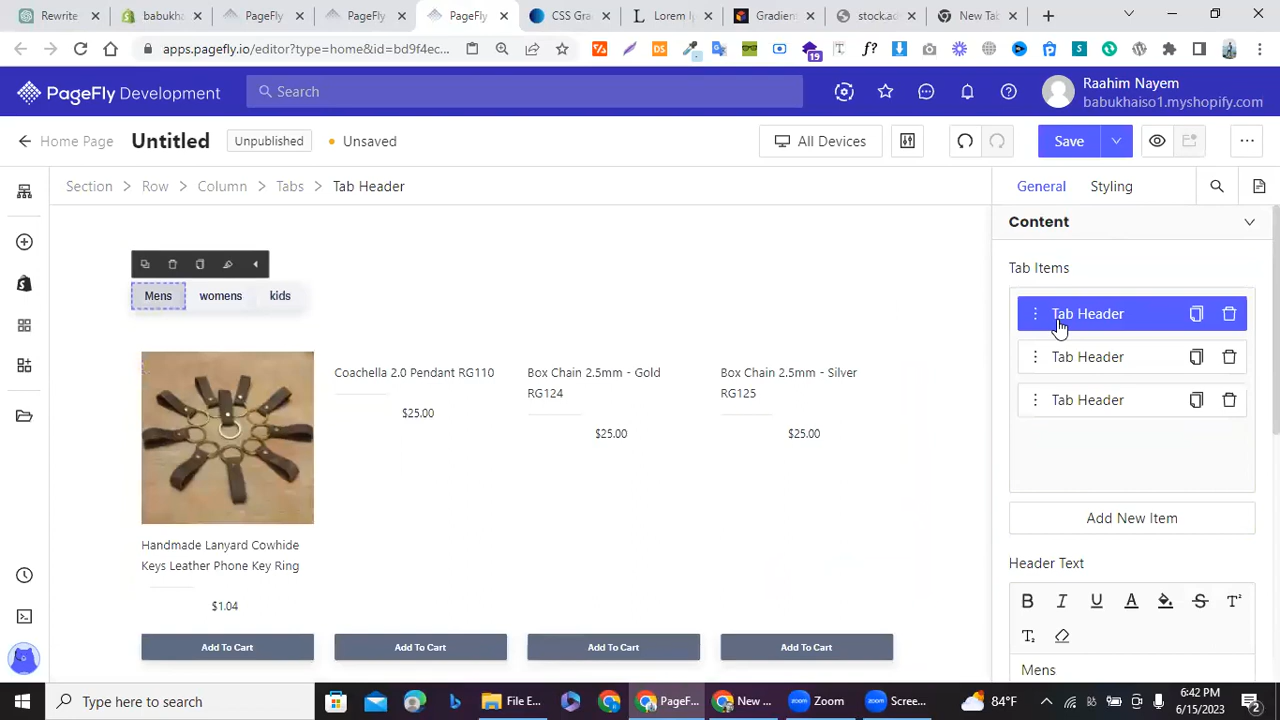 Rewrite
babukh
PageFly
PageFly
PageFly
CSS Gra
Lorem Ip
Gradien
stock.ad
New Tab
apps.pagefly.io/editor?type=home&id=bd9f4ec...
19
PageFly Development
Search
Raahim Nayem
babukhaiso1.myshopify.com
Home Page
Untitled
Unpublished
Unsaved
All Devices
Save
Section > Row > Column > Tabs > Tab Header
General
Styling
Content
Tab Items
Tab Header
Tab Header
Tab Header
Add New Item
Header Text
Mens
Mens
womens
kids
Coachella 2.0 Pendant RG110
$25.00
Box Chain 2.5mm - Gold
RG124
$25.00
Box Chain 2.5mm - Silver
RG125
$25.00
Handmade Lanyard Cowhide
Keys Leather Phone Key Ring
$1.04
Add To Cart
Add To Cart
Add To Cart
Add To Cart
Type here to search
File E...
PageF...
New ...
Zoom
Scree...
84°F
6:42 PM
6/15/2023
2